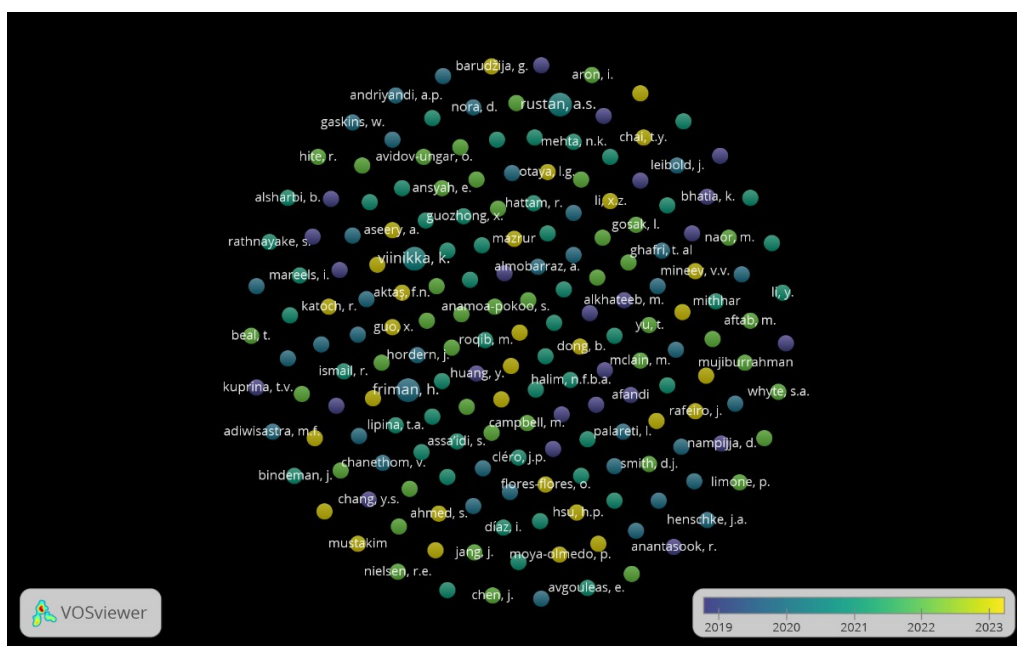 barudžija, g.
aron, i.
andriyandi, a.p.
nora, d.
rustan, a.s.
gaskins, w.
mehta, n.k.
chai, t.y.
hite, r.
avidov-ungar, o.
otaya, l.g.
leibold, j.
alsharbi, b.
ansyah, e.
hattam, r.
li, x.z.
bhatia, k.
guozhong, x.
gosak, l.
rathnayake, s.
aseery, a.
mazrur
naor, m.
viinikka, k.
almobarraz, a.
ghafri, t. al
mareels, i.
mineev, v.v.
aktaş, f.n.
li, y.
katoch, r.
anamoa-pokoo, s.
alkhateeb, m.
mithhar
beal, t.
guo, x.
roqib, m.
yu, t.
aftab, m.
hordern, j.
dong, b.
mclain, m.
mujiburrahman
ismail, r.
huang, y.
halim, n.f.b.a.
kuprina, t.v.
friman, h.
afandi
whyte, s.a.
rafeiro, j.
adiwisastra, m.f.
lipina, t.a.
campbell, m.
palareti, l.
assa'idi, s.
nampijja, d.
bindeman, j.
chanethom, v.
cléro, j.p.
smith, d.j.
flores-flores, o.
limone, p.
chang, y.s.
ahmed, s.
díaz, i.
hsu, h.p.
henschke, j.a.
mustakim
jang, j.
moya-olmedo, p.
anantasook, r.
nielsen, r.e.
chen, j.
avgouleas, e.
VOSviewer
2019 2020 2021 2022 2023